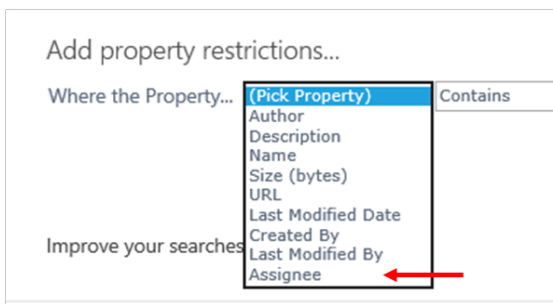 Add property restrictions...
Where the Property... (Pick Property) Contains
Author
Description
Name
Size (bytes)
URL
Last Modified Date
Created By
Last Modified By
Improve your searches
Assignee